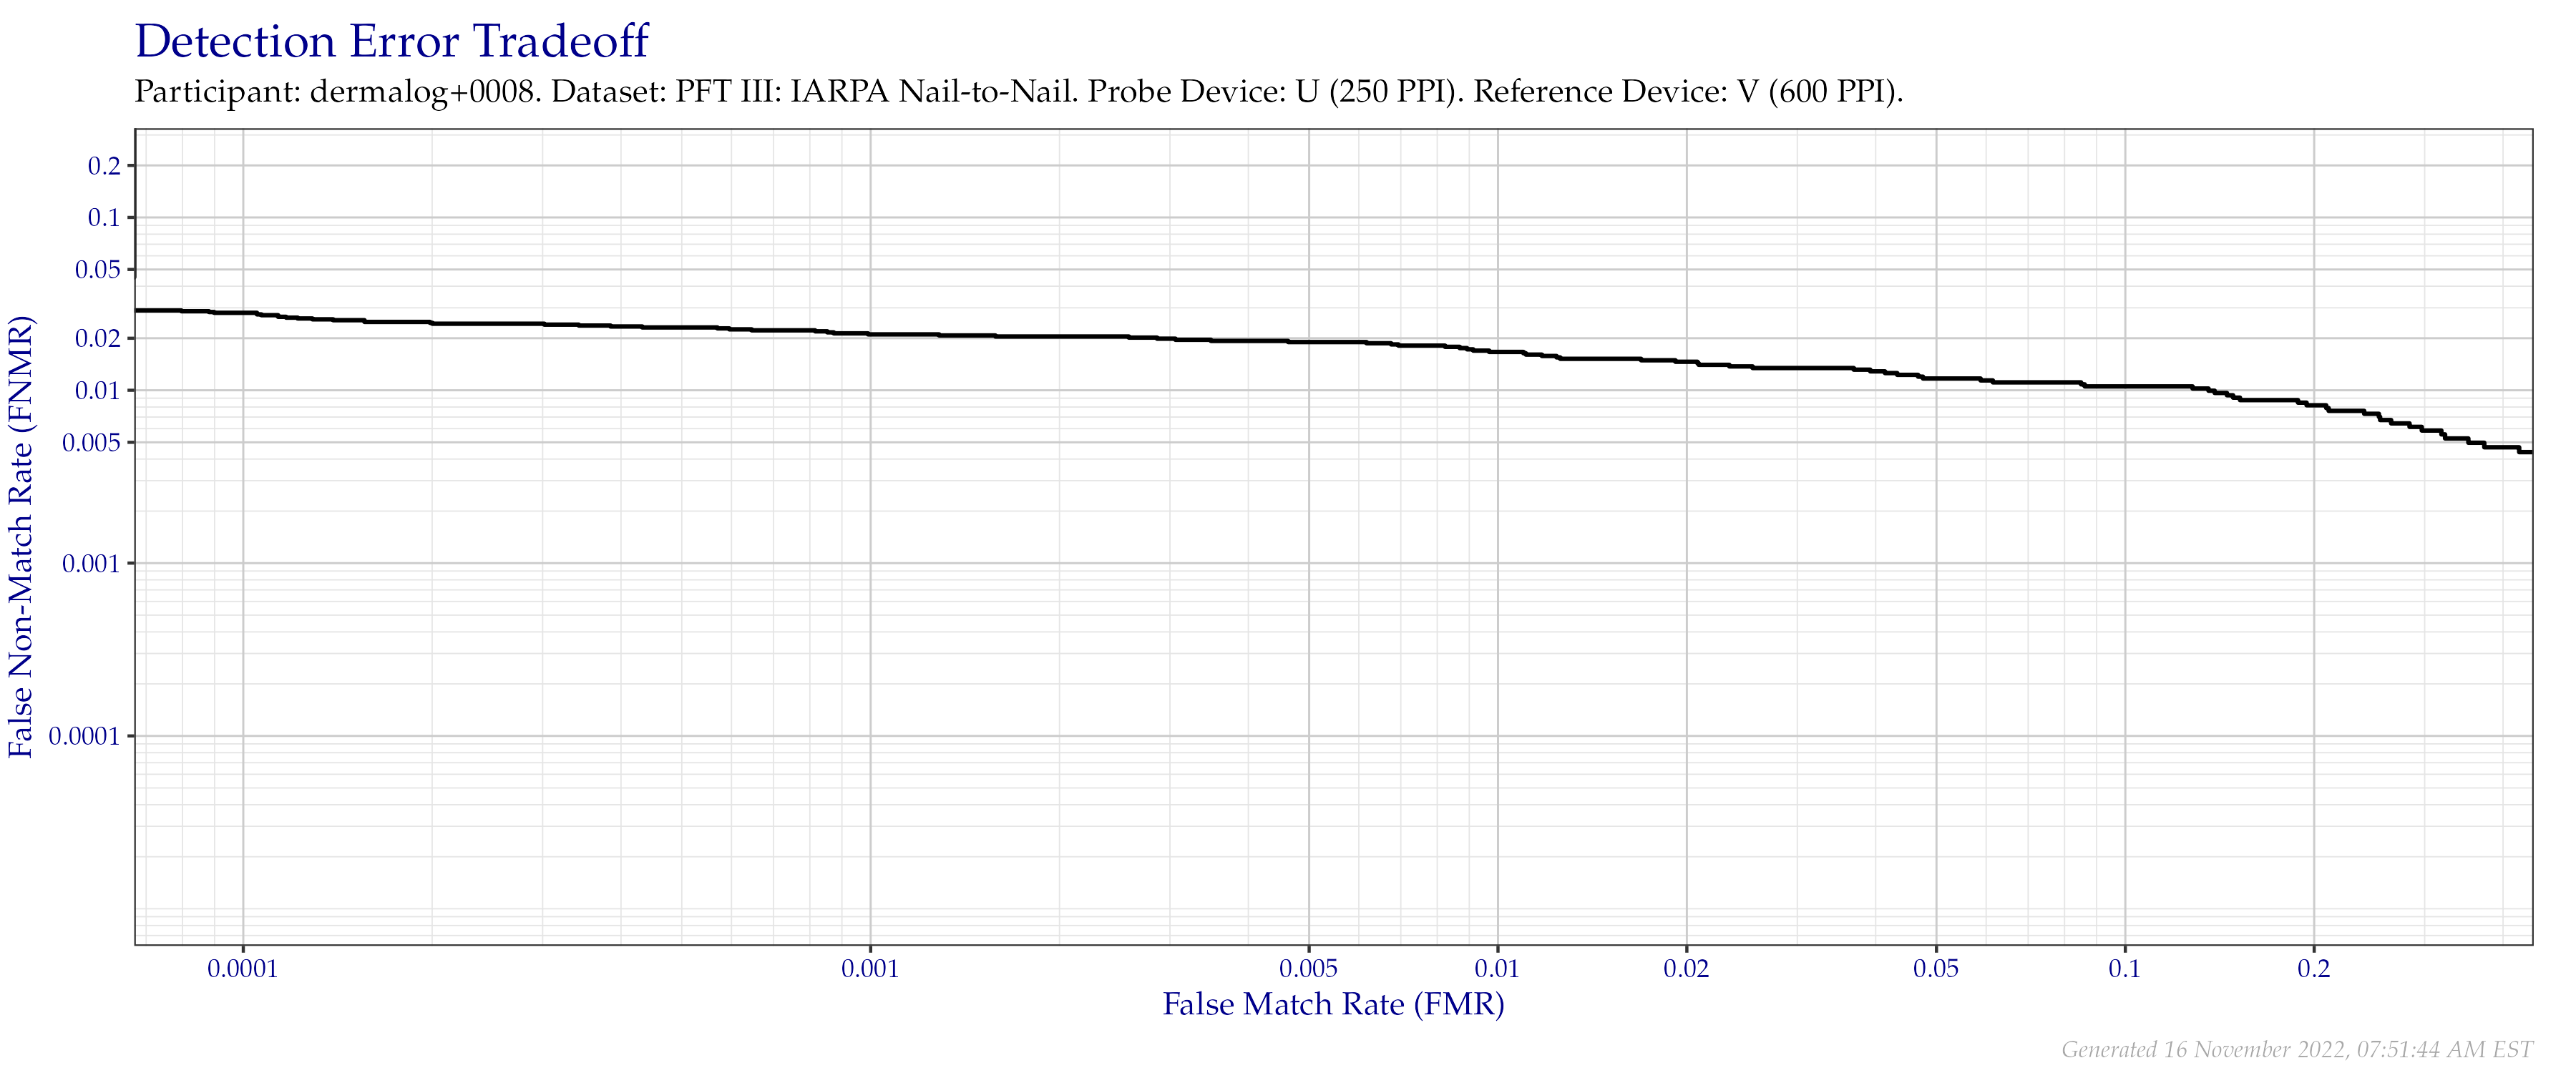 Detection Error Tradeoff
Participant: dermalog+0008. Dataset: PFT III: IARPA Nail-to-Nail. Probe Device: U (250 PPI). Reference Device: V (600 PPI).
False Non-Match Rate (FNMR)
0.2
0.1
0.05
0.02
0.01
0.005
0.001
0.0001
0.0001 0.001 0.005 0.01 0.02 0.05 0.1 0.2
False Match Rate (FMR)
Generated 16 November 2022, 07:51:44 AM EST